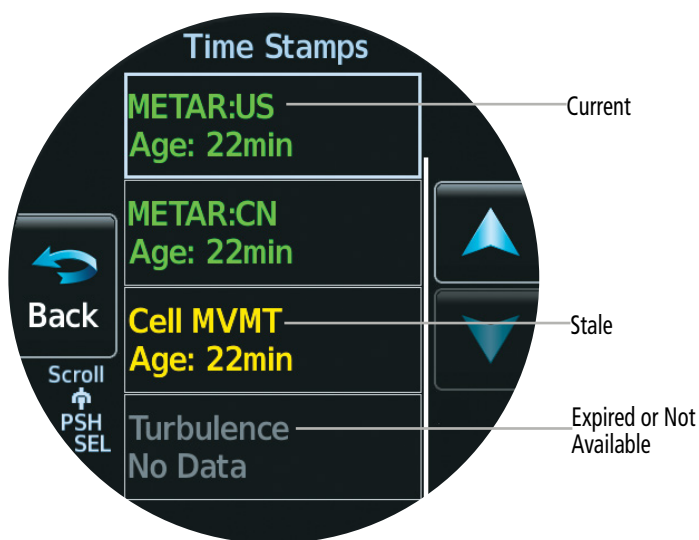 Time Stamps
METAR:US
Age: 22min
Current
METAR:CN
Age: 22min
Back
Cell MVMT
Age: 22min
Stale
Scroll
PSH
SEL
Turbulence
No Data
Expired or Not
Available